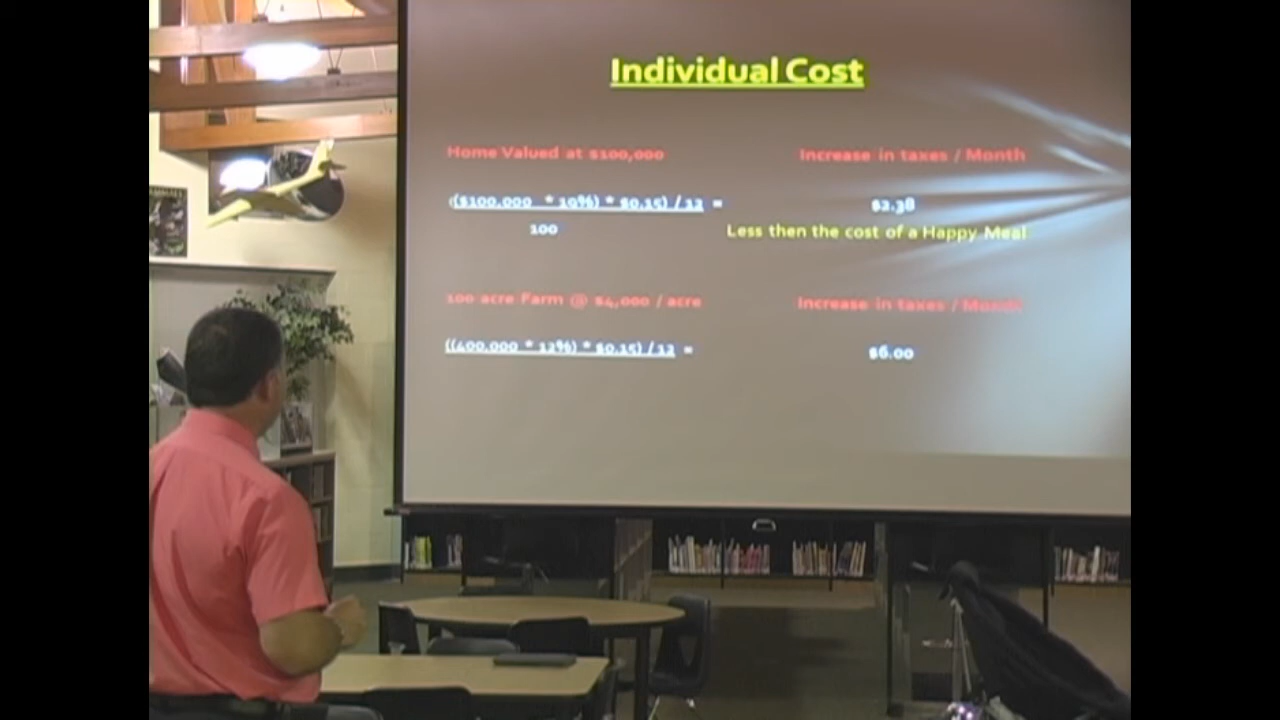 Individual Cost
Home Valued at $100,000 Increase in taxes / Month
(($100,000 * 19%) * $0.15) / 12 = $2.38
100
Less then the cost of a Happy Meal
100 acre Farm @ $4,000 / acre Increase in taxes / Month
((400,000 * 12%) * $0.15) / 12 = $6.00